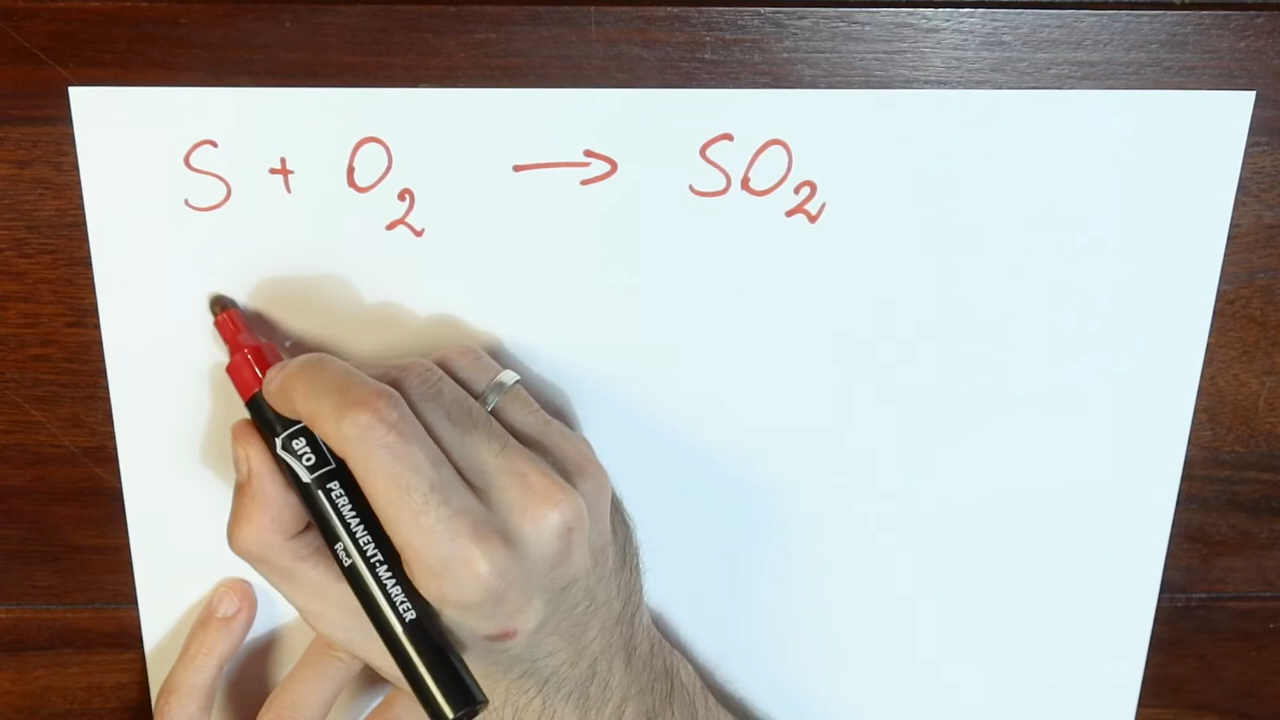 S + O₂ → SO₂
aro
PERMANENT-MARKER
Red